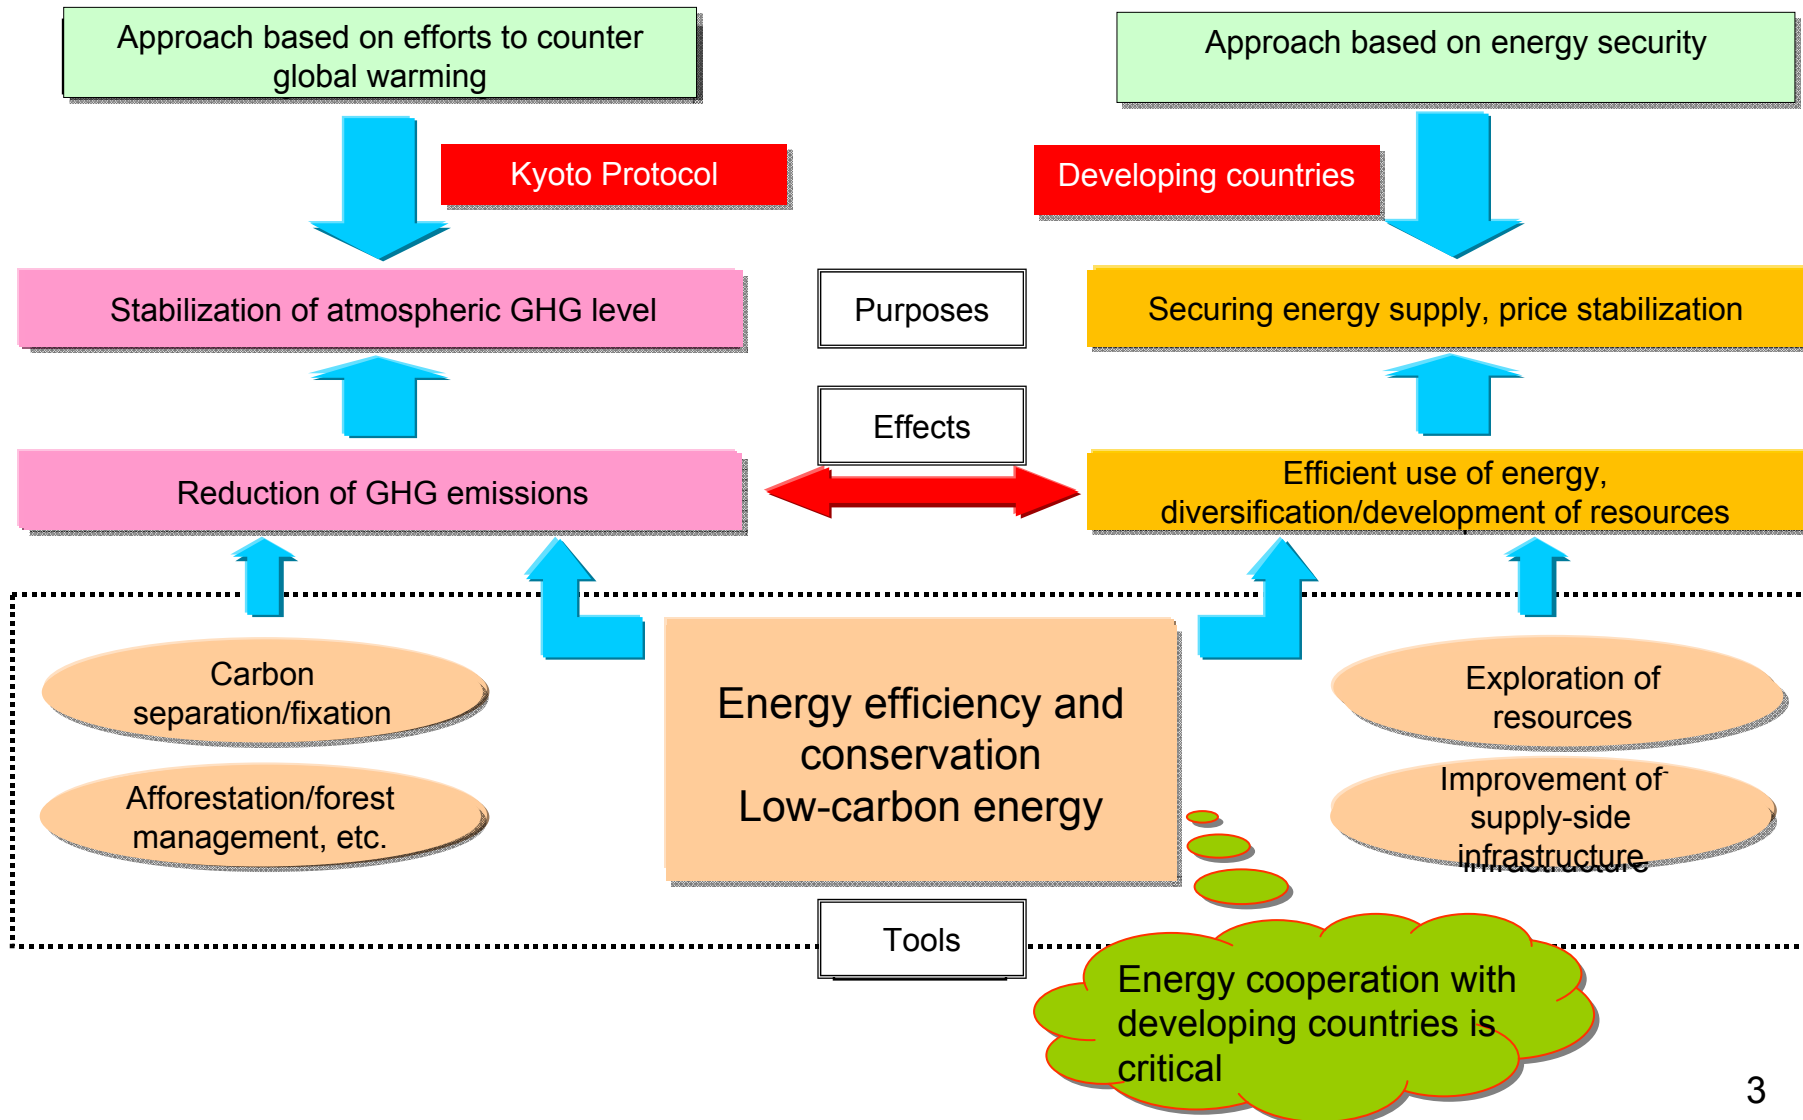 Approach based on efforts to counter
global warming
Approach based on energy security
Kyoto Protocol
Developing countries
Stabilization of atmospheric GHG level
Purposes
Securing energy supply, price stabilization
Effects
Reduction of GHG emissions
Efficient use of energy,
diversification/development of resources
Carbon
separation/fixation
Afforestation/forest
management, etc.
Energy efficiency and
conservation
Low-carbon energy
Exploration of
resources
Improvement of
supply-side
infrastructure
Tools
Energy cooperation with
developing countries is
critical
3